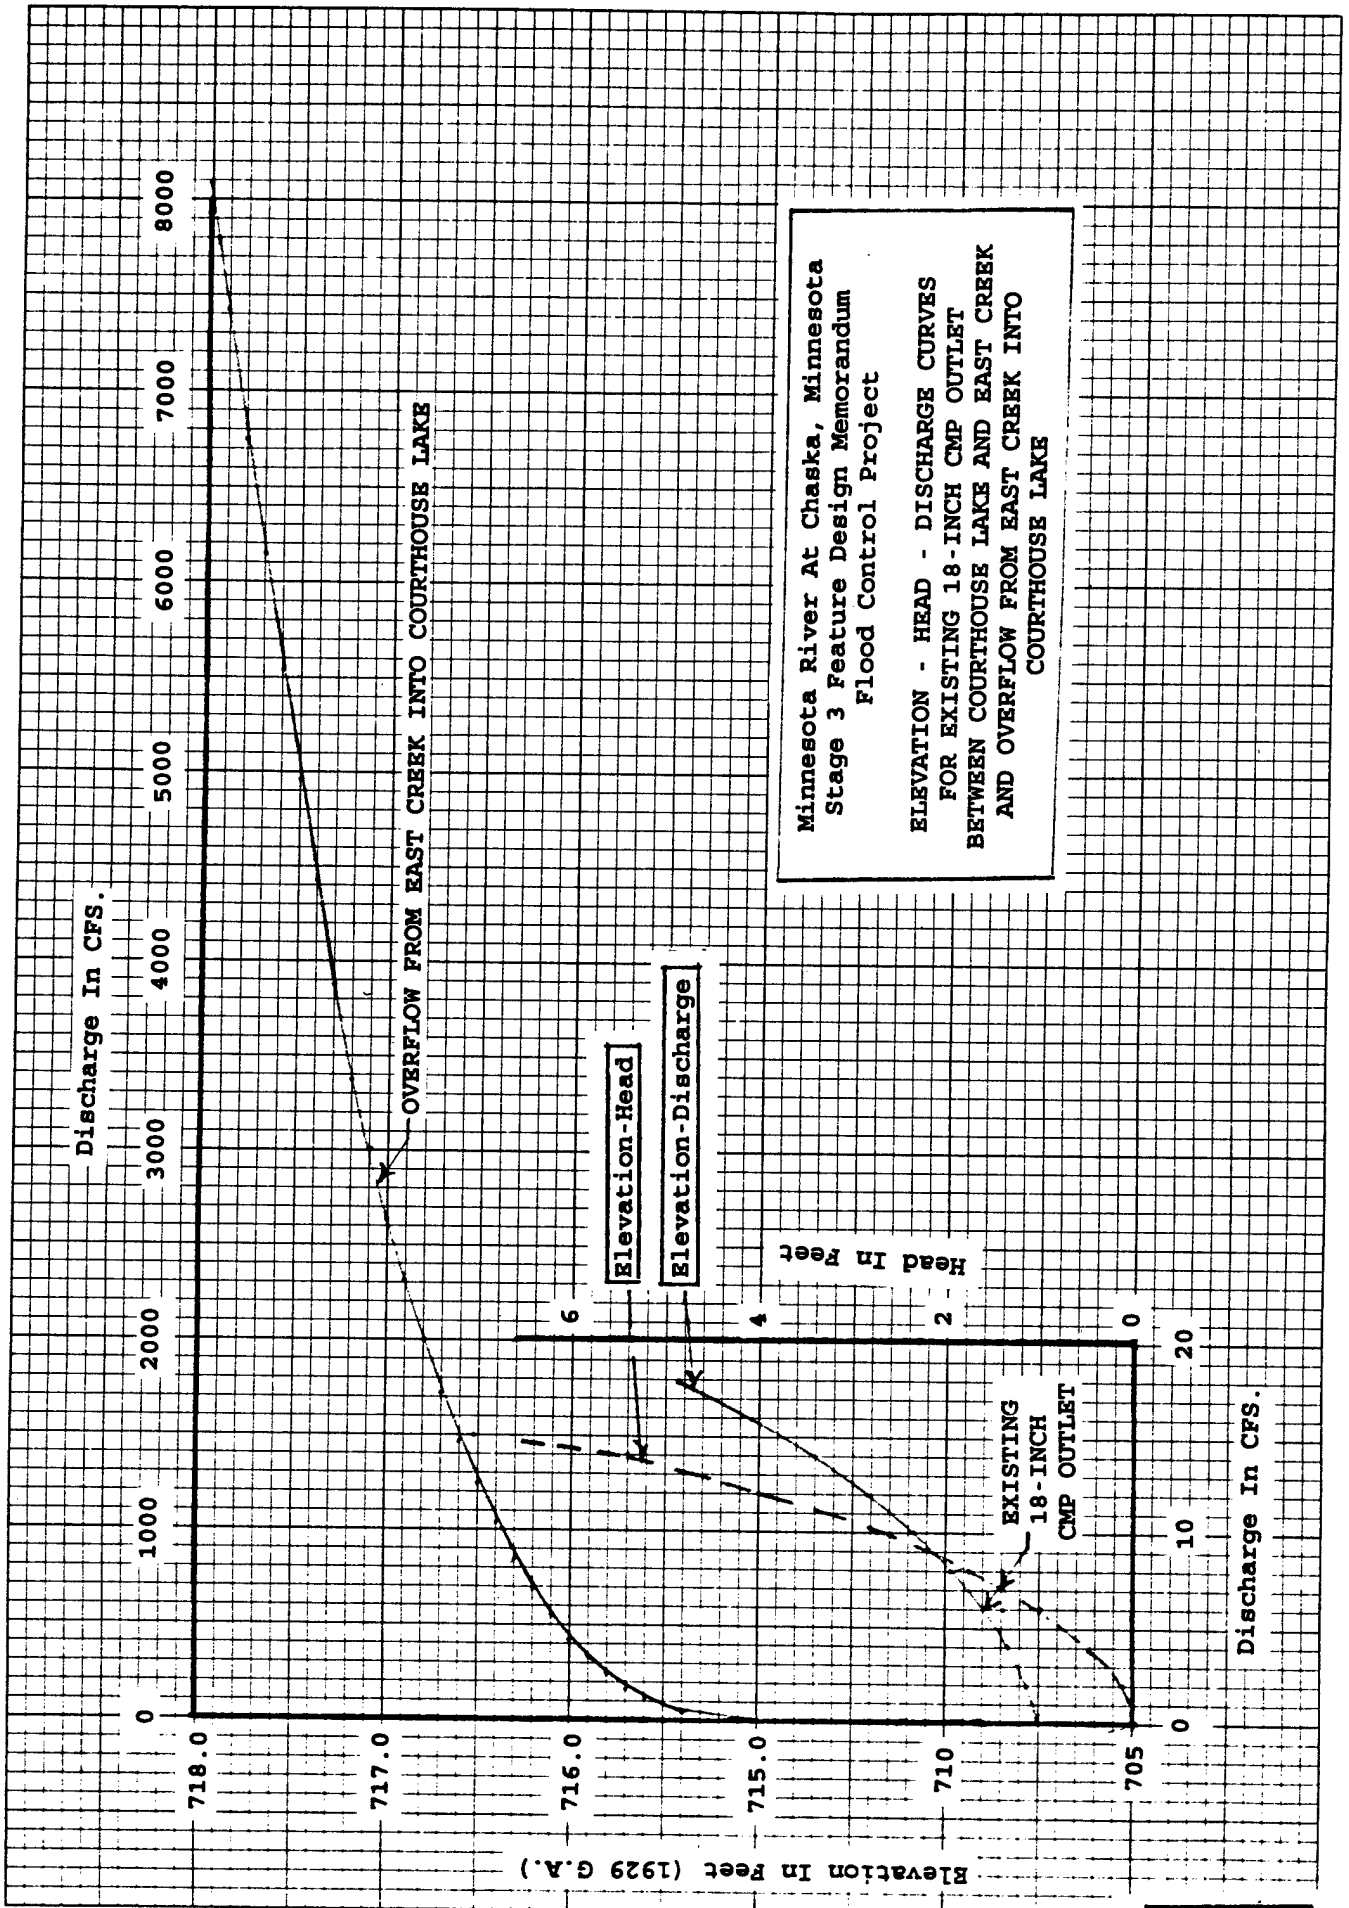 Discharge In CFS.
0
1000
2000
3000
4000
5000
6000
7000
8000
718.0
717.0
716.0
715.0
710
705
Elevation In Feet (1929 G.A.)
OVERFLOW FROM EAST CREEK INTO COURTHOUSE LAKE
Elevation-Head
Elevation-Discharge
6
4
2
0
Head In Feet
EXISTING
18-INCH
CMP OUTLET
0
10
20
Discharge In CFS.
Minnesota River At Chaska, Minnesota
Stage 3 Feature Design Memorandum
Flood Control Project
ELEVATION - HEAD - DISCHARGE CURVES
FOR EXISTING 18-INCH CMP OUTLET
BETWEEN COURTHOUSE LAKE AND EAST CREEK
AND OVERFLOW FROM EAST CREEK INTO
COURTHOUSE LAKE